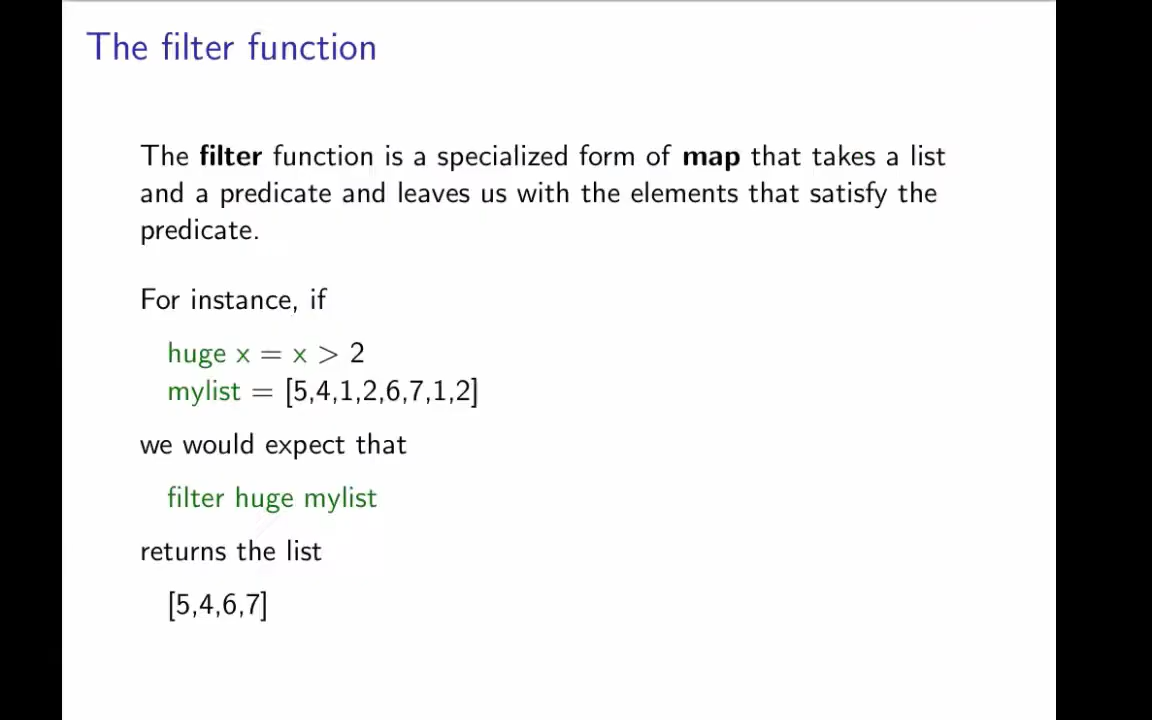 The filter function
The filter function is a specialized form of map that takes a list
and a predicate and leaves us with the elements that satisfy the
predicate.
For instance, if
huge x = x > 2
mylist = [5,4,1,2,6,7,1,2]
we would expect that
filter huge mylist
returns the list
[5,4,6,7]